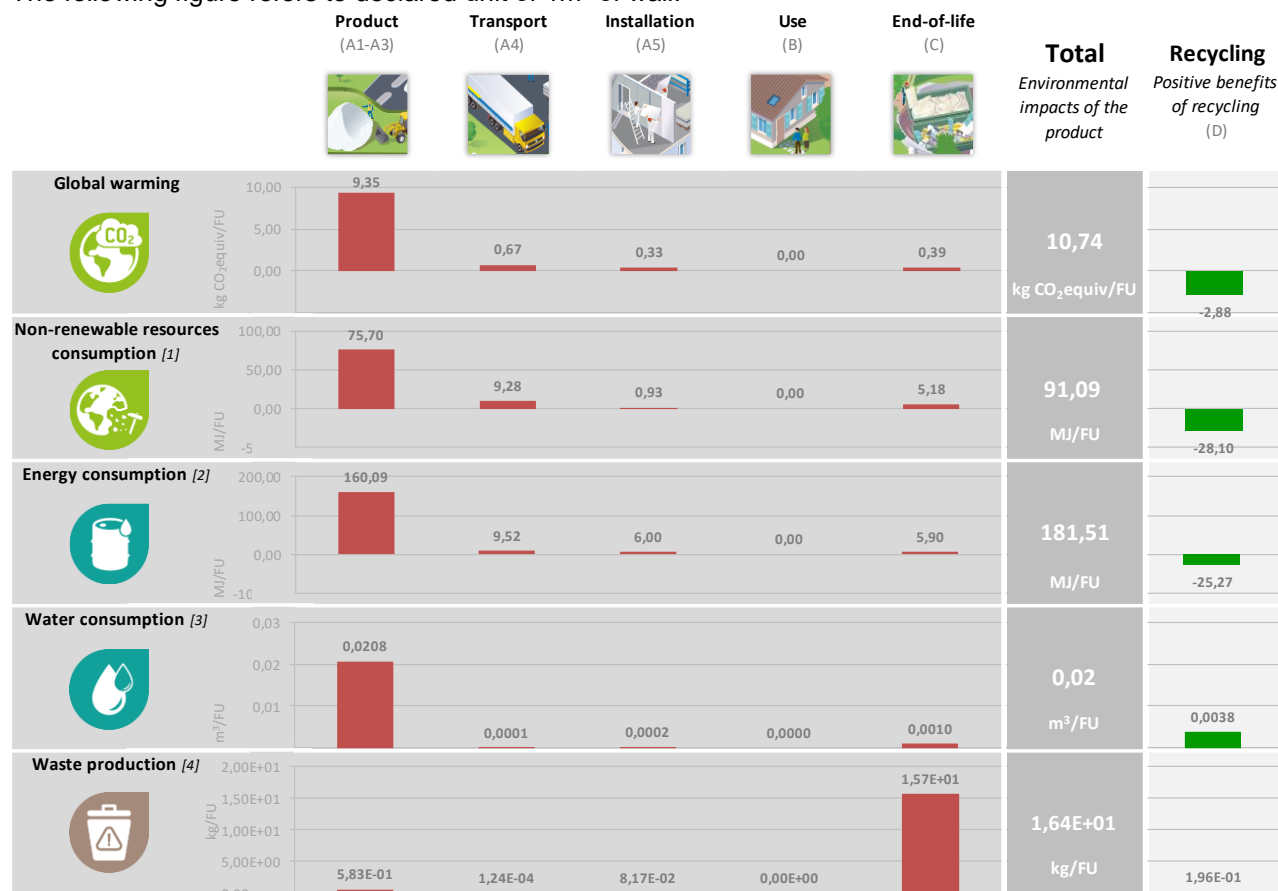 Product
Transport
Installation
Use
End-of-life
(A1-A3)
(A4)
(A5)
(B)
(C)
Total
Environmental
impacts of the
product
Recycling
Positive benefits
of recycling
(D)
Global warming
CO2
kg CO2equiv/FU
10,00
5,00
0,00
9,35
0,67
0,33
0,00
0,39
10,74
kg CO2equiv/FU
-2,88
Non-renewable resources
consumption [1]
MJ/FU
100,00
50,00
0,00
-5
75,70
9,28
0,93
0,00
5,18
91,09
MJ/FU
-28,10
Energy consumption [2]
MJ/FU
200,00
100,00
0,00
-10
160,09
9,52
6,00
0,00
5,90
181,51
MJ/FU
-25,27
Water consumption [3]
m3/FU
0,03
0,02
0,01
0,0208
0,0001
0,0002
0,0000
0,0010
0,02
m3/FU
0,0038
Waste production [4]
kg/FU
2,00E+01
1,50E+01
1,00E+01
5,00E+00
5,83E-01
1,24E-04
8,17E-02
0,00E+00
1,57E+01
1,64E+01
kg/FU
1,96E-01